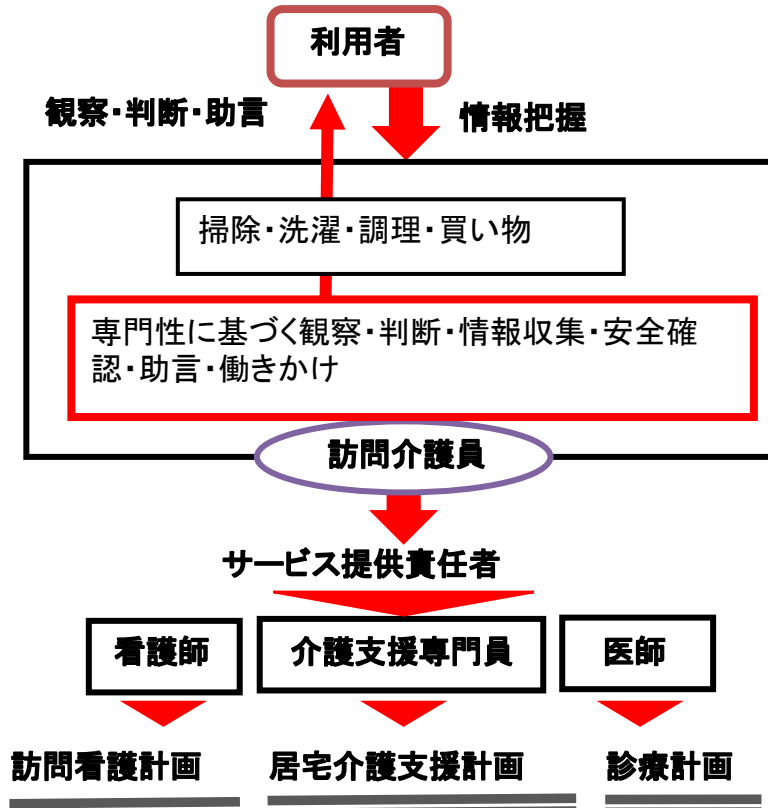 利用者
観察・判断・助言
情報把握
掃除・洗濯・調理・買い物
専門性に基づく観察・判断・情報収集・安全確
認・助言・働きかけ
訪問介護員
サービス提供責任者
看護師
介護支援専門員
医師
訪問看護計画
居宅介護支援計画
診療計画